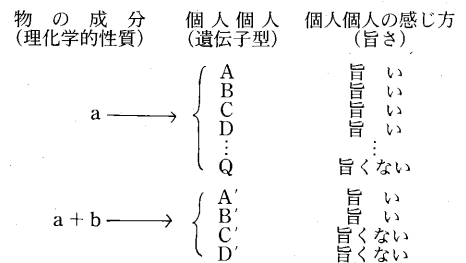 物の成分 個人個人 個人個人の感じ方
(理化学的性質) (遺伝子型) (旨さ)
A 旨い
B 旨い
a → C 旨い
D 旨い
⋮ ⋮
Q 旨くない
A′ 旨い
a+b → B′ 旨い
C′ 旨くない
D′ 旨くない